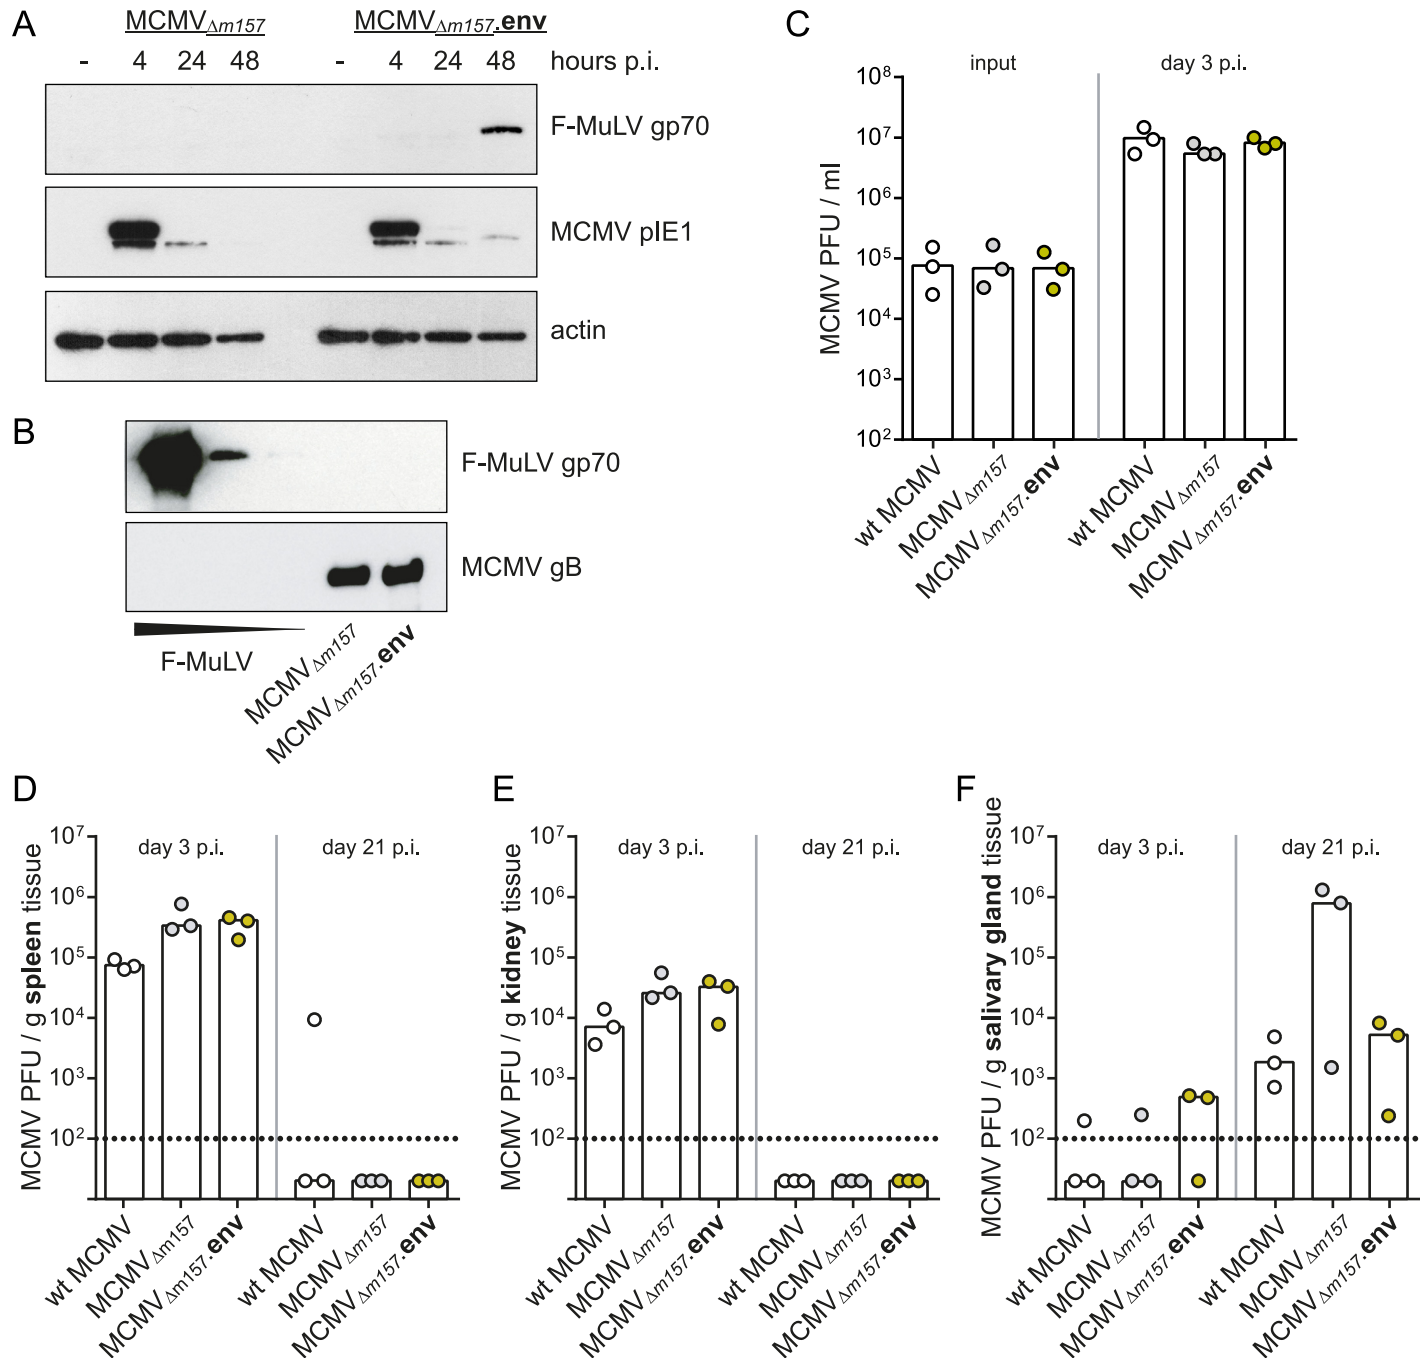 A
MCMVΔm157 MCMVΔm157.env
- 4 24 48 - 4 24 48 hours p.i.
F-MuLV gp70
MCMV pIE1
actin
B
F-MuLV gp70
MCMV gB
F-MuLV
MCMVΔm157
MCMVΔm157.env
C
input day 3 p.i.
MCMV PFU / ml
10⁸
10⁷
10⁶
10⁵
10⁴
10³
10²
wt MCMV
MCMVΔm157
MCMVΔm157.env
wt MCMV
MCMVΔm157
MCMVΔm157.env
D
day 3 p.i. day 21 p.i.
MCMV PFU / g spleen tissue
10⁷
10⁶
10⁵
10⁴
10³
10²
wt MCMV
MCMVΔm157
MCMVΔm157.env
wt MCMV
MCMVΔm157
MCMVΔm157.env
E
day 3 p.i. day 21 p.i.
MCMV PFU / g kidney tissue
10⁷
10⁶
10⁵
10⁴
10³
10²
wt MCMV
MCMVΔm157
MCMVΔm157.env
wt MCMV
MCMVΔm157
MCMVΔm157.env
F
day 3 p.i. day 21 p.i.
MCMV PFU / g salivary gland tissue
10⁷
10⁶
10⁵
10⁴
10³
10²
wt MCMV
MCMVΔm157
MCMVΔm157.env
wt MCMV
MCMVΔm157
MCMVΔm157.env